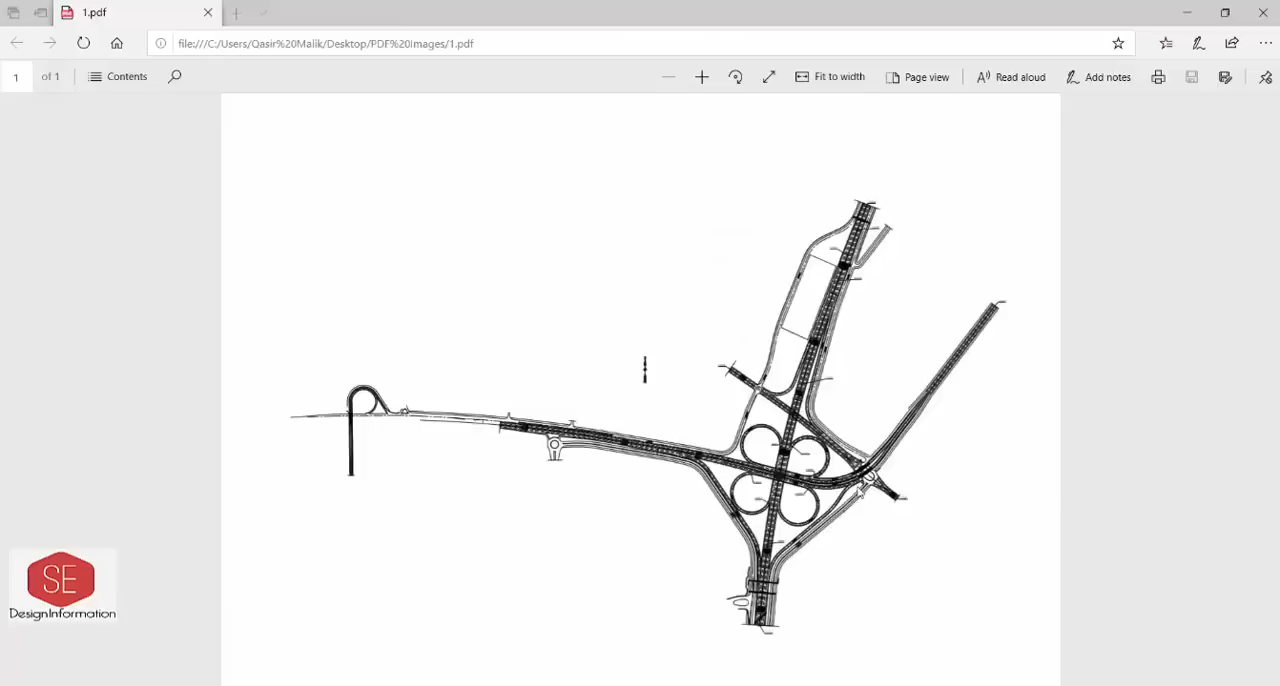 1.pdf
file:///C:/Users/Qasir%20Malik/Desktop/PDF%20Images/1.pdf
1 of 1 Contents Fit to width Page view Read aloud Add notes
SE
DesignInformation